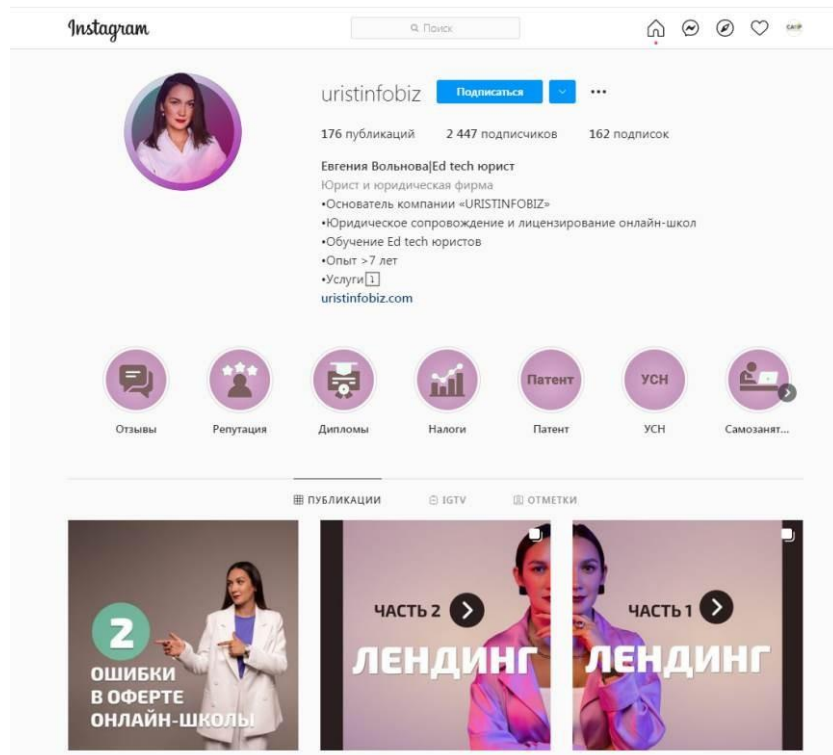 Instagram
Поиск
uristinfobiz Подписаться
176 публикаций 2 447 подписчиков 162 подписок
Евгения Вольнова|Ed tech юрист
Юрист и юридическая фирма
•Основатель компании «URISTINFOBIZ»
•Юридическое сопровождение и лицензирование онлайн-школ
•Обучение Ed tech юристов
•Опыт >7 лет
•Услуги⤵
uristinfobiz.com
Патент УСН
Отзывы Репутация Дипломы Налоги Патент УСН Самозанят...
ПУБЛИКАЦИИ IGTV ОТМЕТКИ
2
ОШИБКИ
В ОФЕРТЕ
ОНЛАЙН-ШКОЛЫ
ЧАСТЬ 2
ЛЕНДИНГ
ЧАСТЬ 1
ЛЕНДИНГ